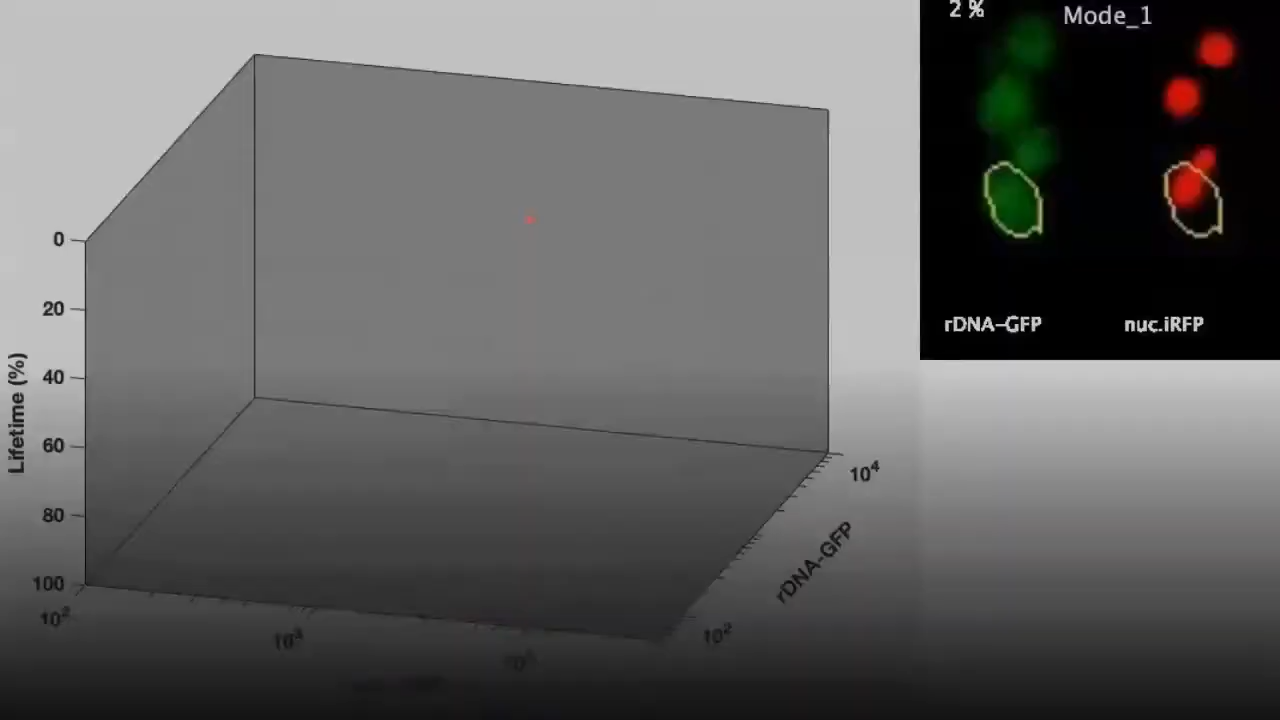 2 %
Mode_1
rDNA-GFP
nuc.iRFP
0
20
40
60
80
100
Lifetime (%)
10²
10³
10²
10⁴
rDNA-GFP